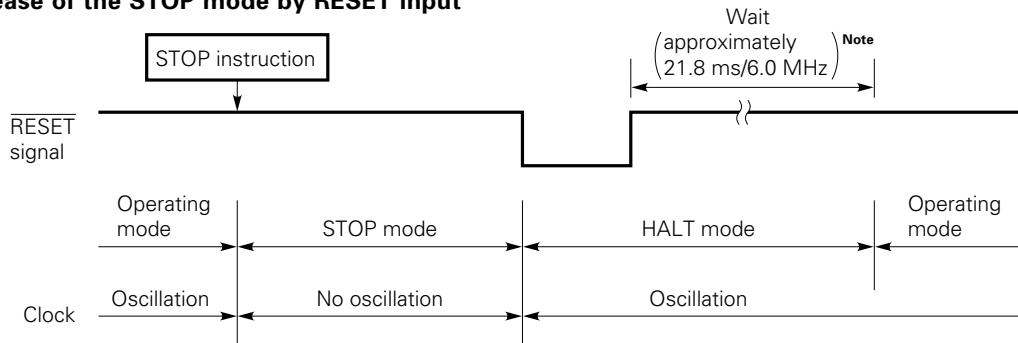 ease of the STOP mode by RESET input
Wait
(approximately
21.8 ms/6.0 MHz) Note
STOP instruction
RESET
signal
Operating
mode
STOP mode
HALT mode
Operating
mode
Clock
Oscillation
No oscillation
Oscillation